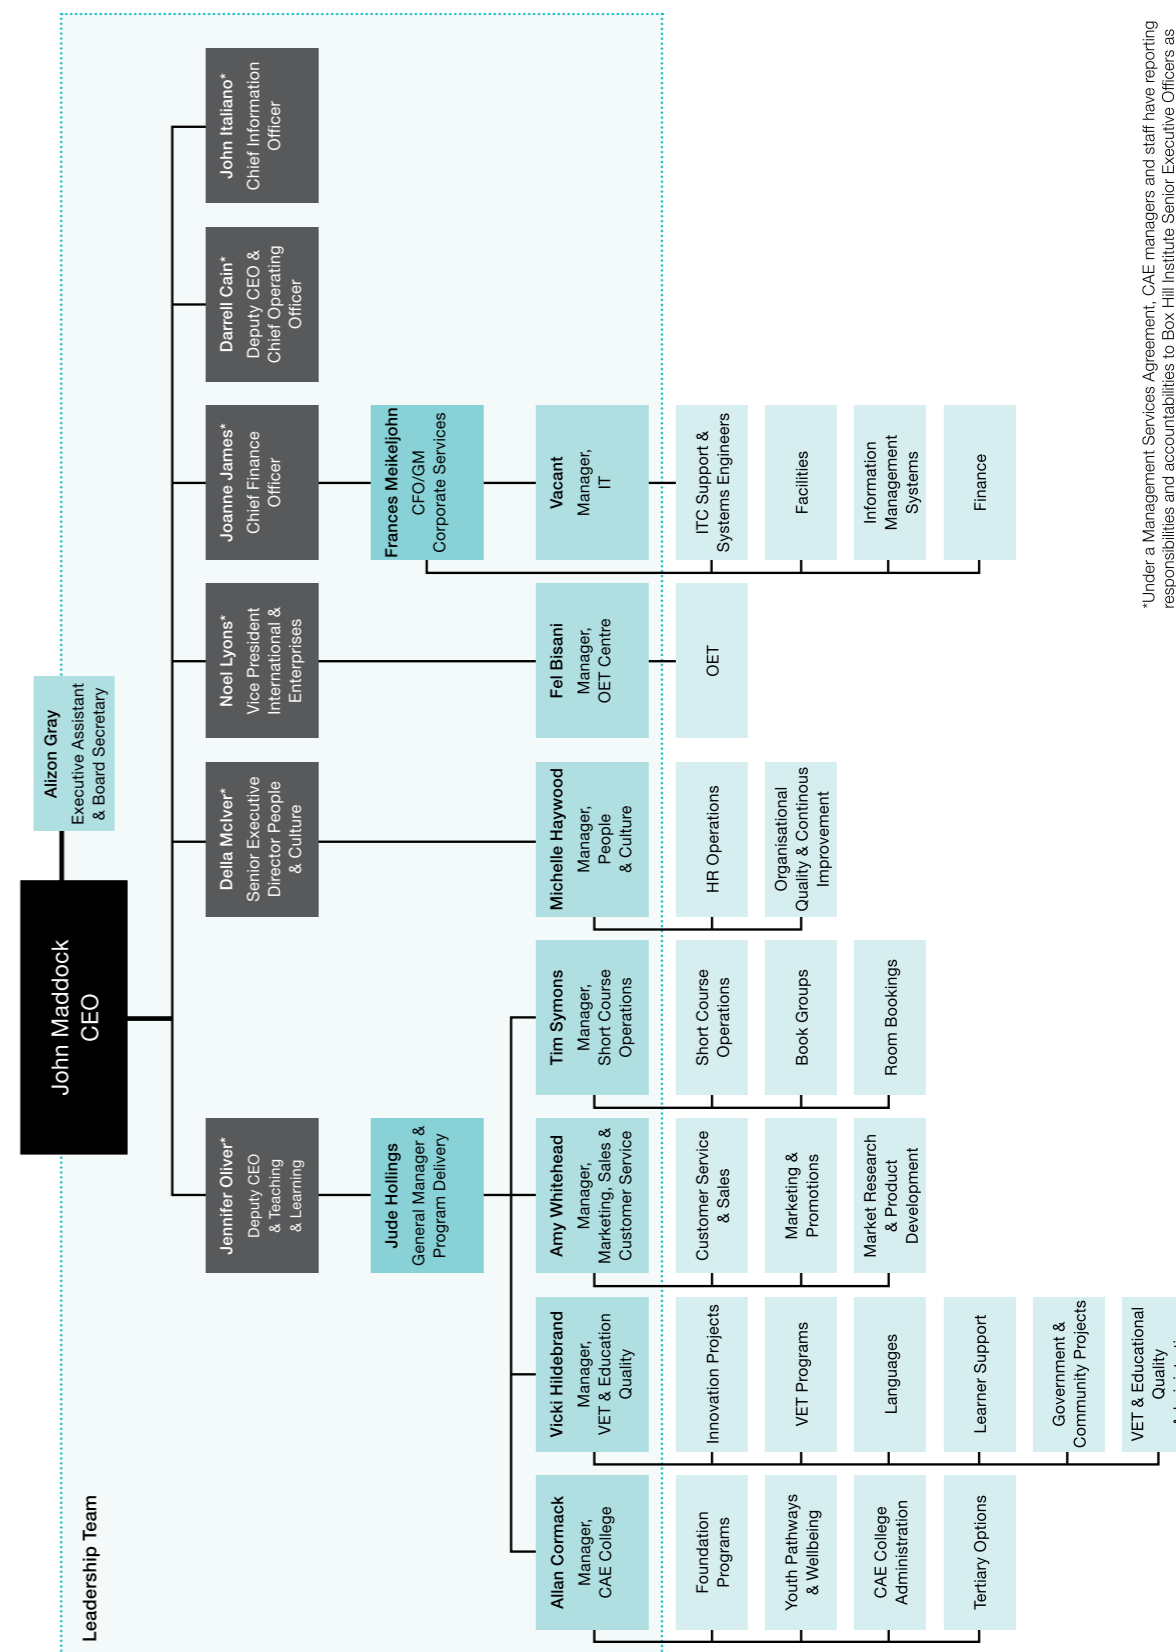 Leadership Team
John Maddock
CEO
Alizon Gray
Executive Assistant
& Board Secretary
Jennifer Oliver*
Deputy CEO
& Teaching
& Learning
Della McIver*
Senior Executive
Director People
& Culture
Noel Lyons*
Vice President
International &
Enterprises
Joanne James*
Chief Finance
Officer
Darrell Cain*
Deputy CEO &
Chief Operating
Officer
John Italiano*
Chief Information
Officer
Jude Hollings
General Manager &
Program Delivery
Frances Meikeljohn
CFO/GM
Corporate Services
Allan Cormack
Manager,
CAE College
Vicki Hildebrand
Manager,
VET & Education
Quality
Amy Whitehead
Manager,
Marketing, Sales &
Customer Service
Tim Symons
Manager,
Short Course
Operations
Michelle Haywood
Manager,
People
& Culture
Fel Bisani
Manager,
OET Centre
Vacant
Manager,
IT
Foundation
Programs
Youth Pathways
& Wellbeing
CAE College
Administration
Tertiary Options
Innovation Projects
VET Programs
Languages
Learner Support
Government &
Community Projects
VET & Educational
Quality
Customer Service
& Sales
Marketing &
Promotions
Market Research
& Product
Development
Short Course
Operations
Book Groups
Room Bookings
HR Operations
Organisational
Quality & Continous
Improvement
OET
ITC Support &
Systems Engineers
Facilities
Information
Management
Systems
Finance
*Under a Management Services Agreement, CAE managers and staff have reporting
responsibilities and accountabilities to Box Hill Institute Senior Executive Officers as